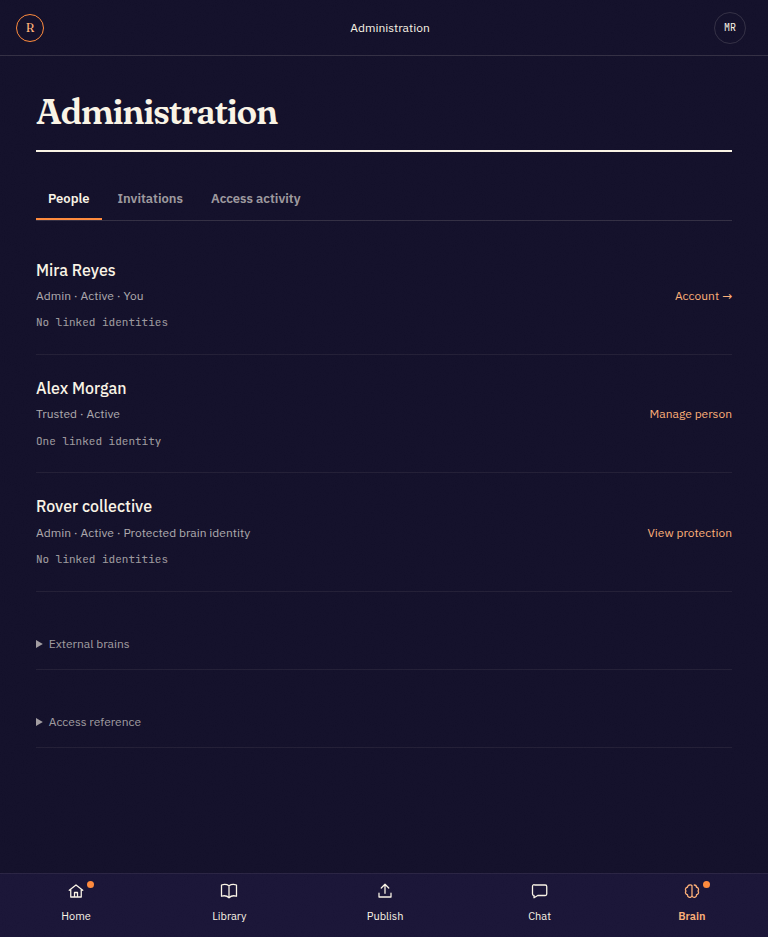 R
Administration
MR
Administration
People
Invitations
Access activity
Mira Reyes
Admin · Active · You
Account →
No linked identities
Alex Morgan
Trusted · Active
Manage person
One linked identity
Rover collective
Admin · Active · Protected brain identity
View protection
No linked identities
External brains
Access reference
Home
Library
Publish
Chat
Brain